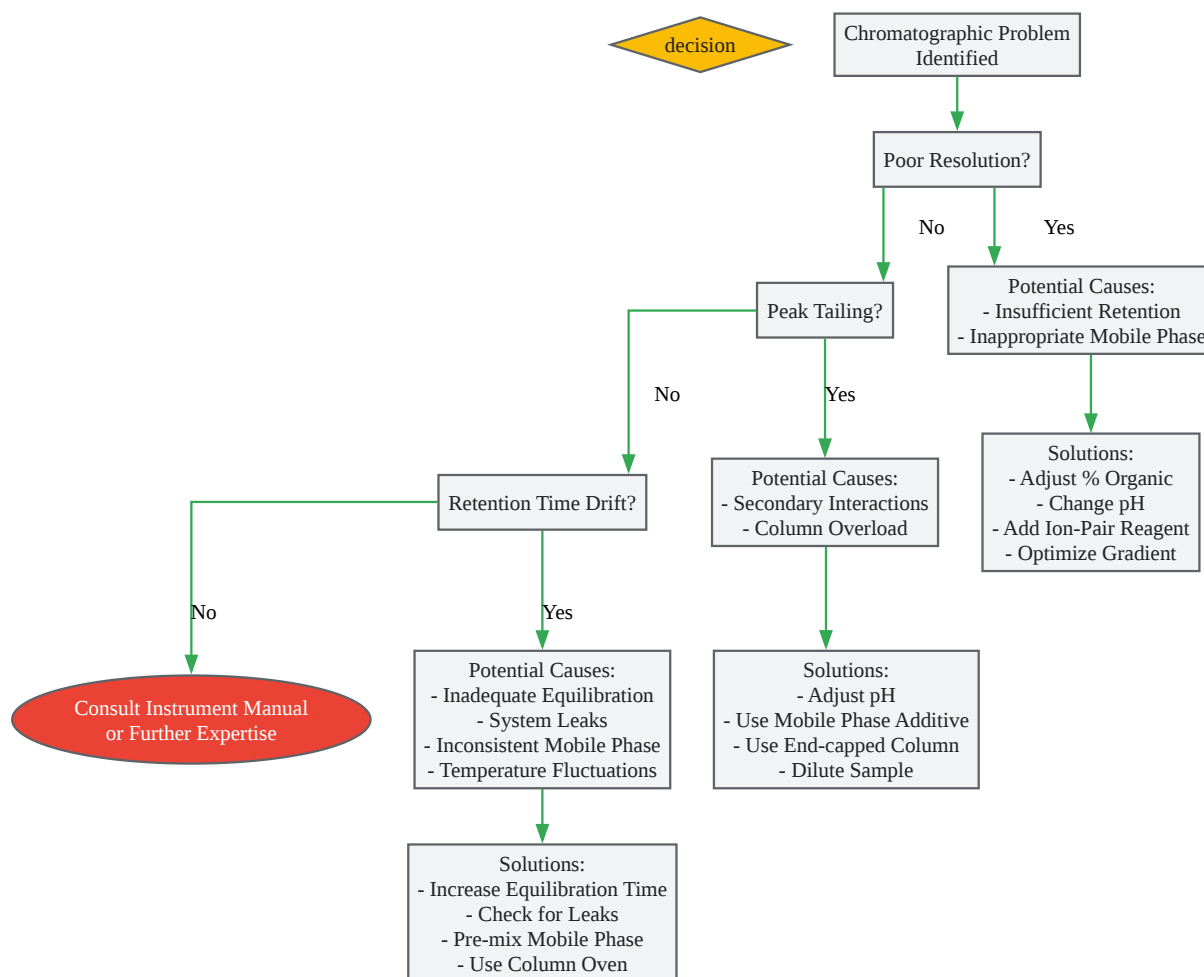 decision
Chromatographic Problem
Identified
Poor Resolution?
No
Yes
Potential Causes:
- Insufficient Retention
- Inappropriate Mobile Phase
Peak Tailing?
No
Yes
Solutions:
- Adjust % Organic
- Change pH
- Add Ion-Pair Reagent
- Optimize Gradient
Potential Causes:
- Secondary Interactions
- Column Overload
Retention Time Drift?
No
Yes
Solutions:
- Adjust pH
- Use Mobile Phase Additive
- Use End-capped Column
- Dilute Sample
Potential Causes:
- Inadequate Equilibration
- System Leaks
- Inconsistent Mobile Phase
- Temperature Fluctuations
Consult Instrument Manual
or Further Expertise
Solutions:
- Increase Equilibration Time
- Check for Leaks
- Pre-mix Mobile Phase
- Use Column Oven